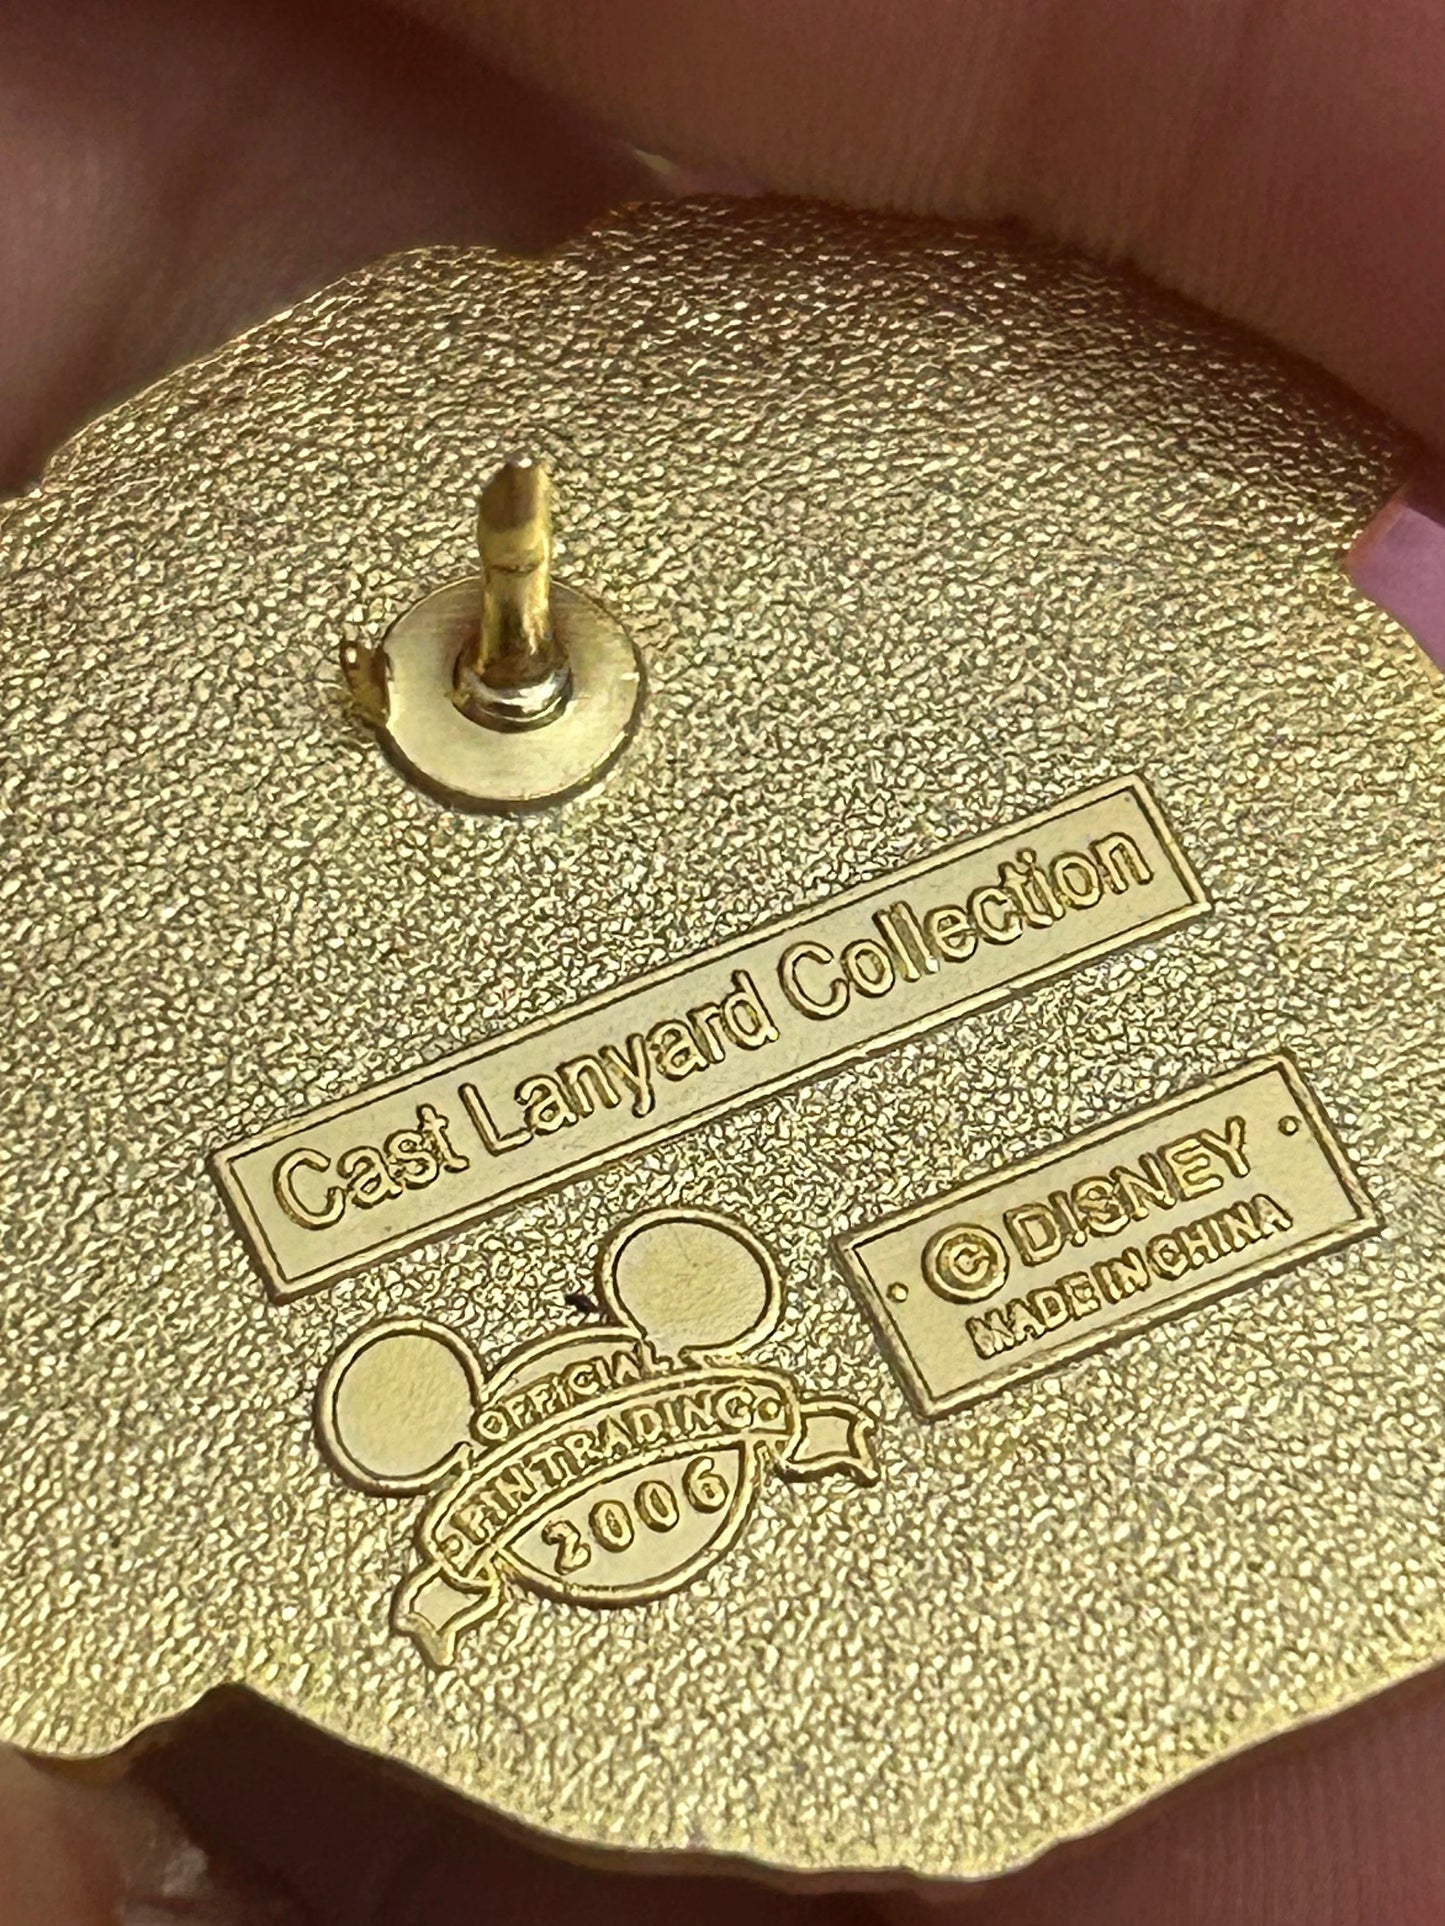 Cast Lanyard Collection
© DISNEY
MADE IN CHINA
OFFICIAL
PIN TRADING
2006